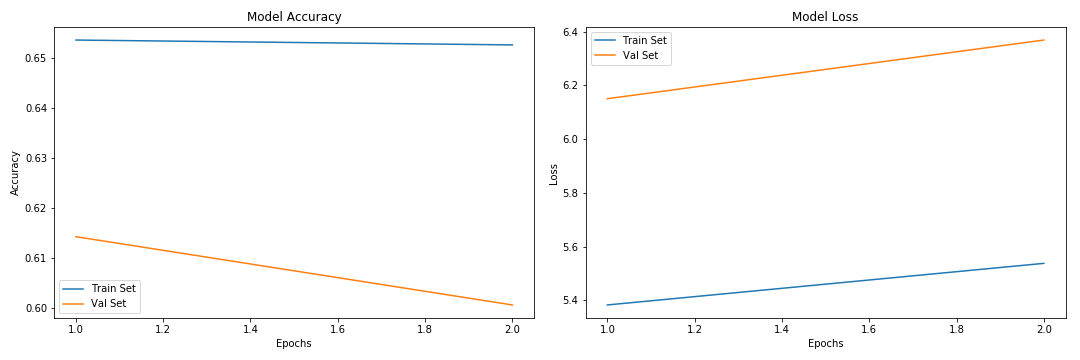 Model Accuracy
Accuracy
0.65
0.64
0.63
0.62
0.61
0.60
Train Set
Val Set
1.0 1.2 1.4 1.6 1.8 2.0
Epochs
Model Loss
Loss
6.4
6.2
6.0
5.8
5.6
5.4
Train Set
Val Set
1.0 1.2 1.4 1.6 1.8 2.0
Epochs